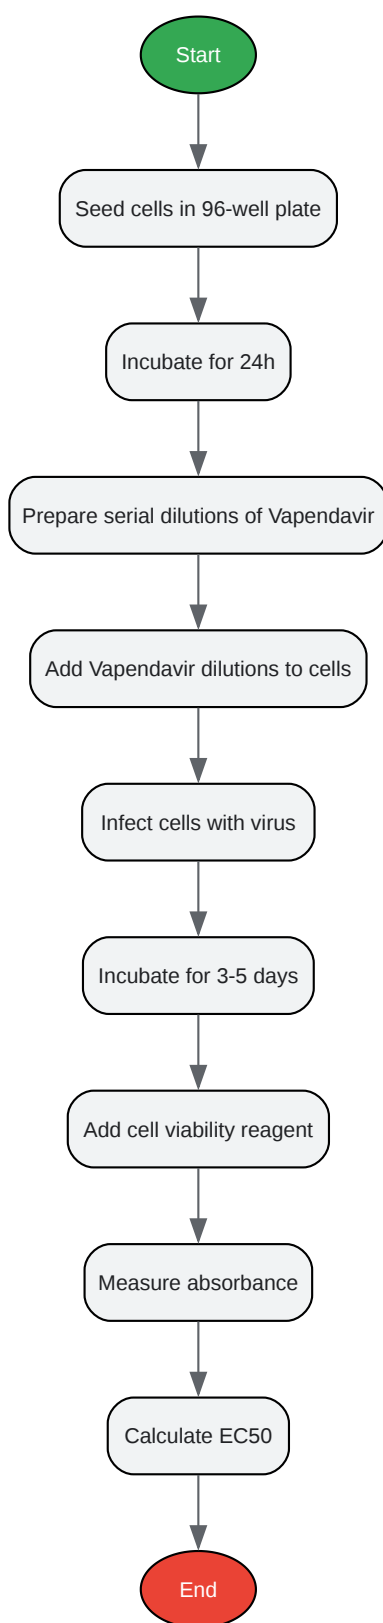 Start
Seed cells in 96-well plate
Incubate for 24h
Prepare serial dilutions of Vapendavir
Add Vapendavir dilutions to cells
Infect cells with virus
Incubate for 3-5 days
Add cell viability reagent
Measure absorbance
Calculate EC50
End